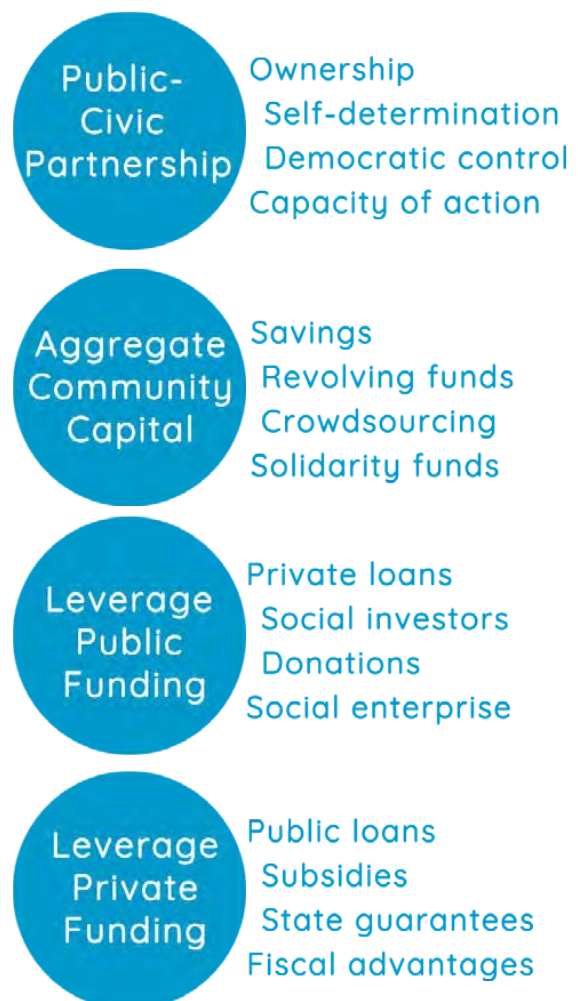 Public-
Civic
Partnership
Ownership
Self-determination
Democratic control
Capacity of action
Aggregate
Community
Capital
Savings
Revolving funds
Crowdsourcing
Solidarity funds
Leverage
Public
Funding
Private loans
Social investors
Donations
Social enterprise
Leverage
Private
Funding
Public loans
Subsidies
State guarantees
Fiscal advantages